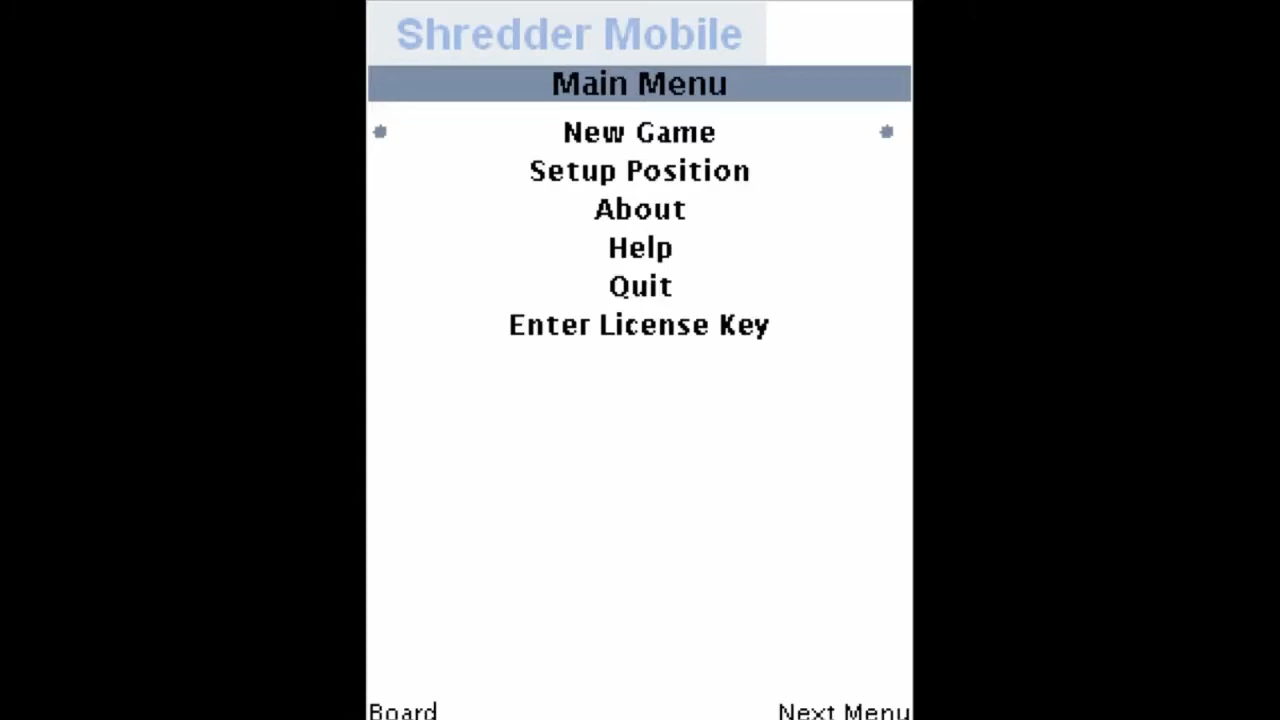 Shredder Mobile
Main Menu
New Game
Setup Position
About
Help
Quit
Enter License Key
Board
Next Menu